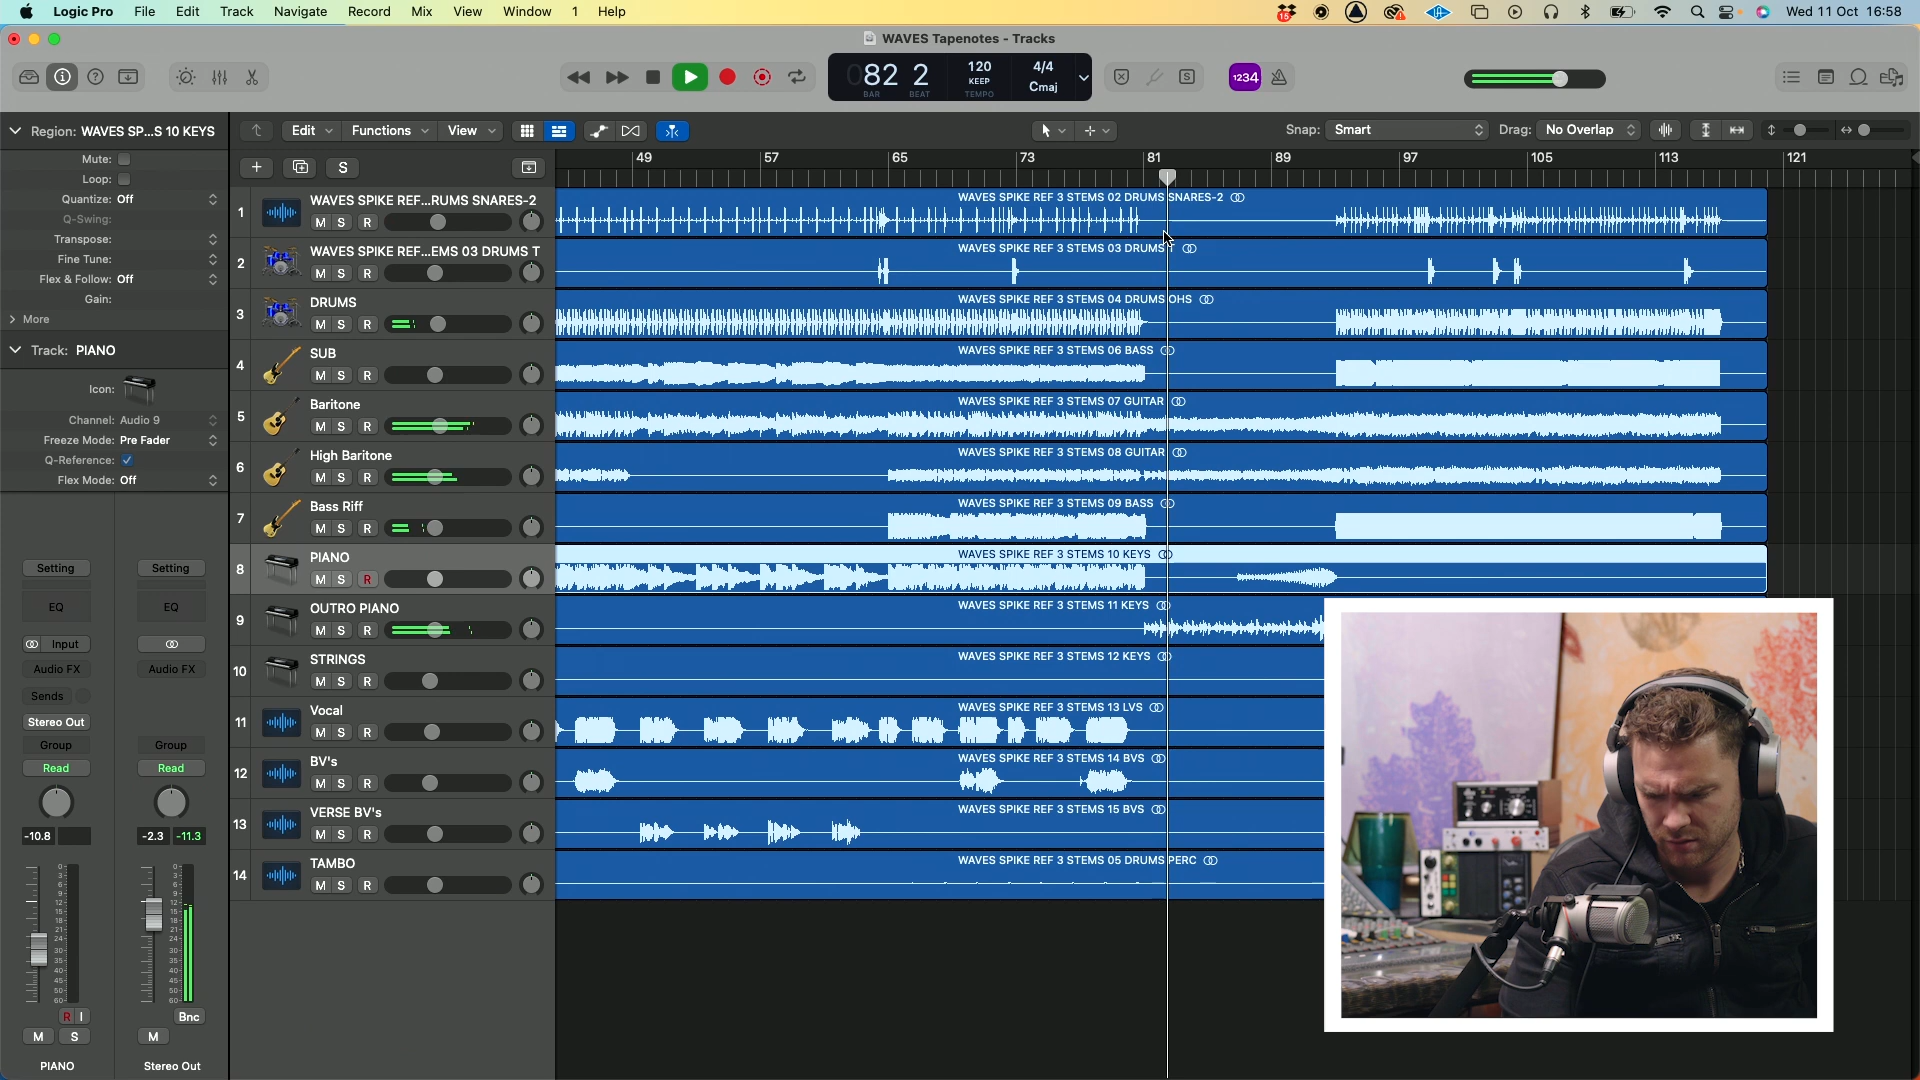 Logic Pro File Edit Track Navigate Record Mix View Window 1 Help
15
Wed 11 Oct 16:58
WAVES Tapenotes - Tracks
82 2
BAR BEAT
120
KEEP
TEMPO
4/4
Cmaj
1234
Region: WAVES SP...S 10 KEYS
Mute:
Loop:
Quantize: Off
Q-Swing:
Transpose:
Fine Tune:
Flex & Follow: Off
Gain:
More
Track: PIANO
Icon:
Channel: Audio 9
Freeze Mode: Pre Fader
Q-Reference:
Flex Mode: Off
Setting Setting
EQ EQ
Input
Audio FX Audio FX
Sends
Stereo Out
Group Group
Read Read
-10.8 -2.3 -11.3
R I Bnc
M S M
PIANO Stereo Out
Edit Functions View
Snap: Smart
Drag: No Overlap
S
49 57 65 73 81 89 97 105 113 121
1 WAVES SPIKE REF...RUMS SNARES-2
M S R
WAVES SPIKE REF 3 STEMS 02 DRUMS SNARES-2
2 WAVES SPIKE REF...EMS 03 DRUMS T
M S R
WAVES SPIKE REF 3 STEMS 03 DRUMS T
3 DRUMS
M S R
WAVES SPIKE REF 3 STEMS 04 DRUMS OHS
4 SUB
M S R
WAVES SPIKE REF 3 STEMS 06 BASS
5 Baritone
M S R
WAVES SPIKE REF 3 STEMS 07 GUITAR
6 High Baritone
M S R
WAVES SPIKE REF 3 STEMS 08 GUITAR
7 Bass Riff
M S R
WAVES SPIKE REF 3 STEMS 09 BASS
8 PIANO
M S R
WAVES SPIKE REF 3 STEMS 10 KEYS
9 OUTRO PIANO
M S R
WAVES SPIKE REF 3 STEMS 11 KEYS
10 STRINGS
M S R
WAVES SPIKE REF 3 STEMS 12 KEYS
11 Vocal
M S R
WAVES SPIKE REF 3 STEMS 13 LVS
12 BV's
M S R
WAVES SPIKE REF 3 STEMS 14 BVS
13 VERSE BV's
M S R
WAVES SPIKE REF 3 STEMS 15 BVS
14 TAMBO
M S R
WAVES SPIKE REF 3 STEMS 05 DRUMS PERC